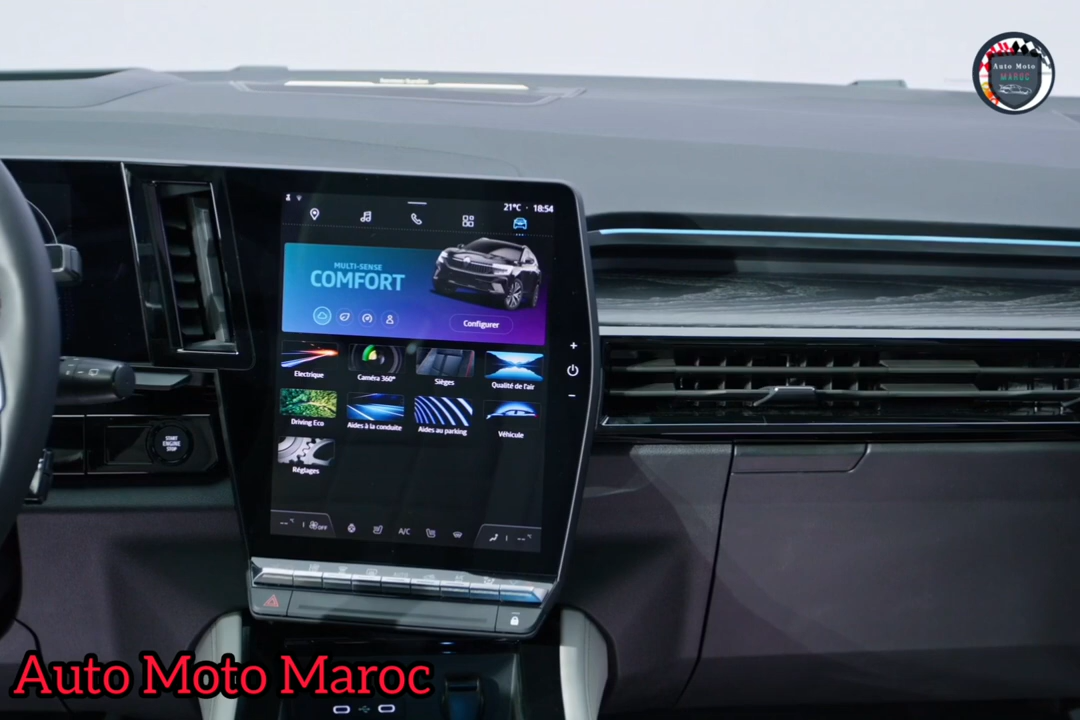 Auto Moto
MAROC
21°C · 18:54
MULTI-SENSE
COMFORT
Configurer
Electrique
Caméra 360°
Sièges
Qualité de l'air
Driving Eco
Aides à la conduite
Aides au parking
Véhicule
Réglages
START
ENGINE
STOP
OFF
A/C
Auto Moto Maroc